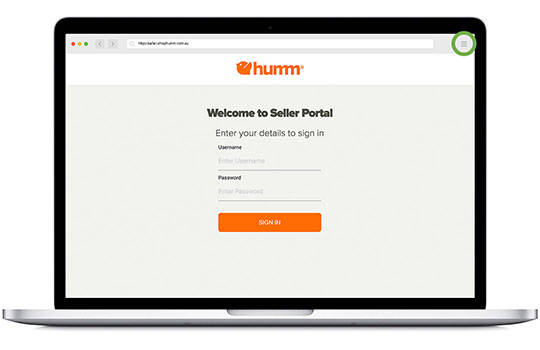 https://seller.shophumm.com.au
humm®
Welcome to Seller Portal
Enter your details to sign in
Username
Enter Username
Password
Enter Password
SIGN IN